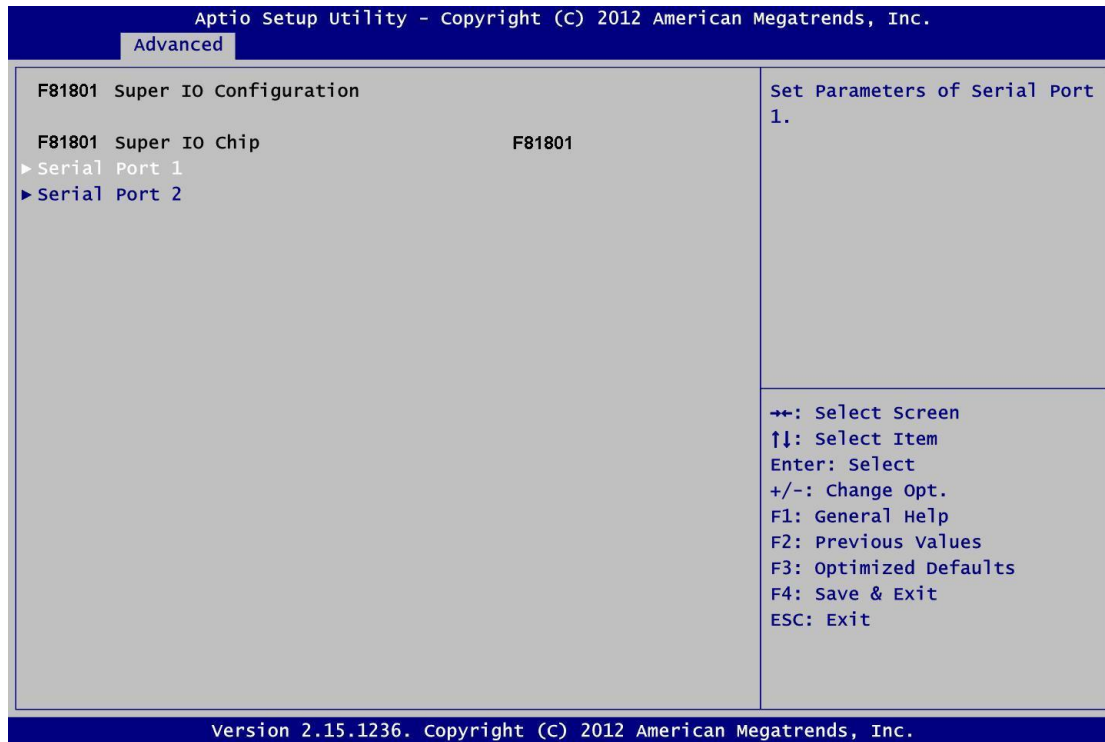 Aptio Setup Utility - Copyright (C) 2012 American Megatrends, Inc.
Advanced
F81801 Super IO Configuration
F81801 Super IO Chip F81801
►Serial Port 1
►Serial Port 2
Set Parameters of Serial Port
1.
→←: Select Screen
↑↓: Select Item
Enter: Select
+/-: Change Opt.
F1: General Help
F2: Previous Values
F3: Optimized Defaults
F4: Save & Exit
ESC: Exit
Version 2.15.1236. Copyright (C) 2012 American Megatrends, Inc.